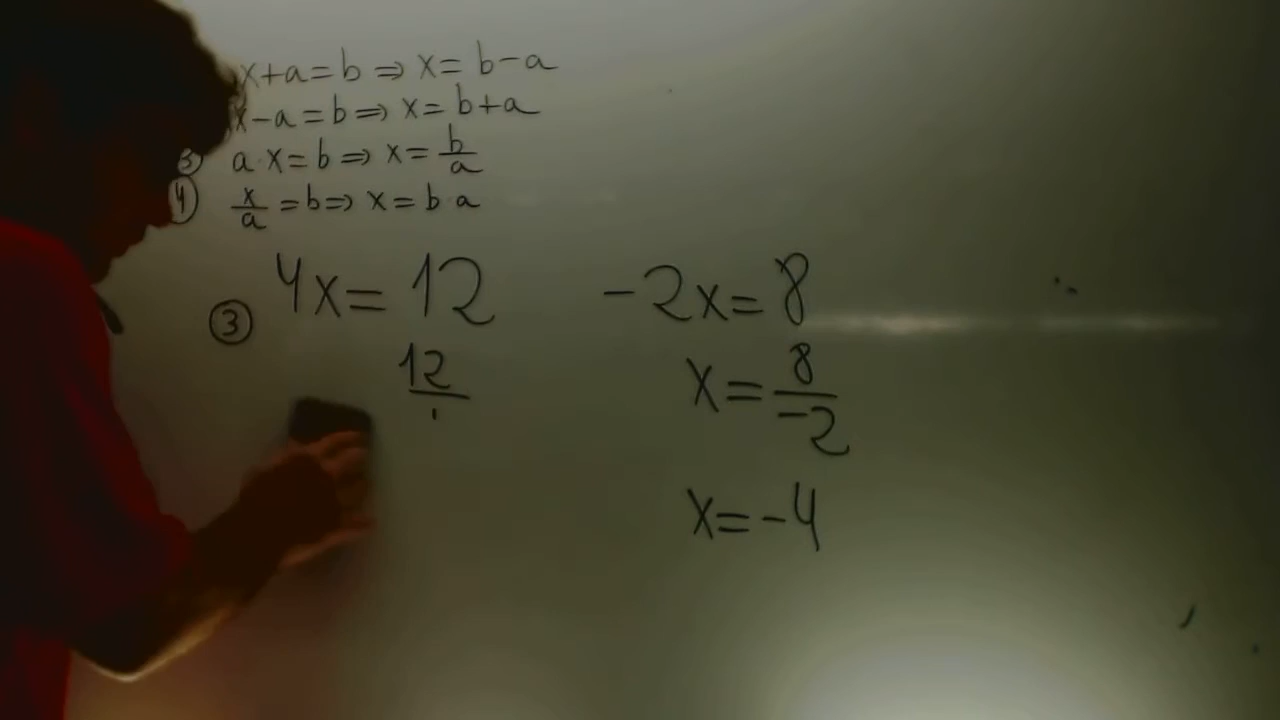 x+a=b⇒x=b-a
x-a=b⇒x=b+a
③ a·x=b⇒x=b/a
④ x/a=b⇒x=b·a
③ 4x=12
12
-2x=8
x=8/-2
x=-4